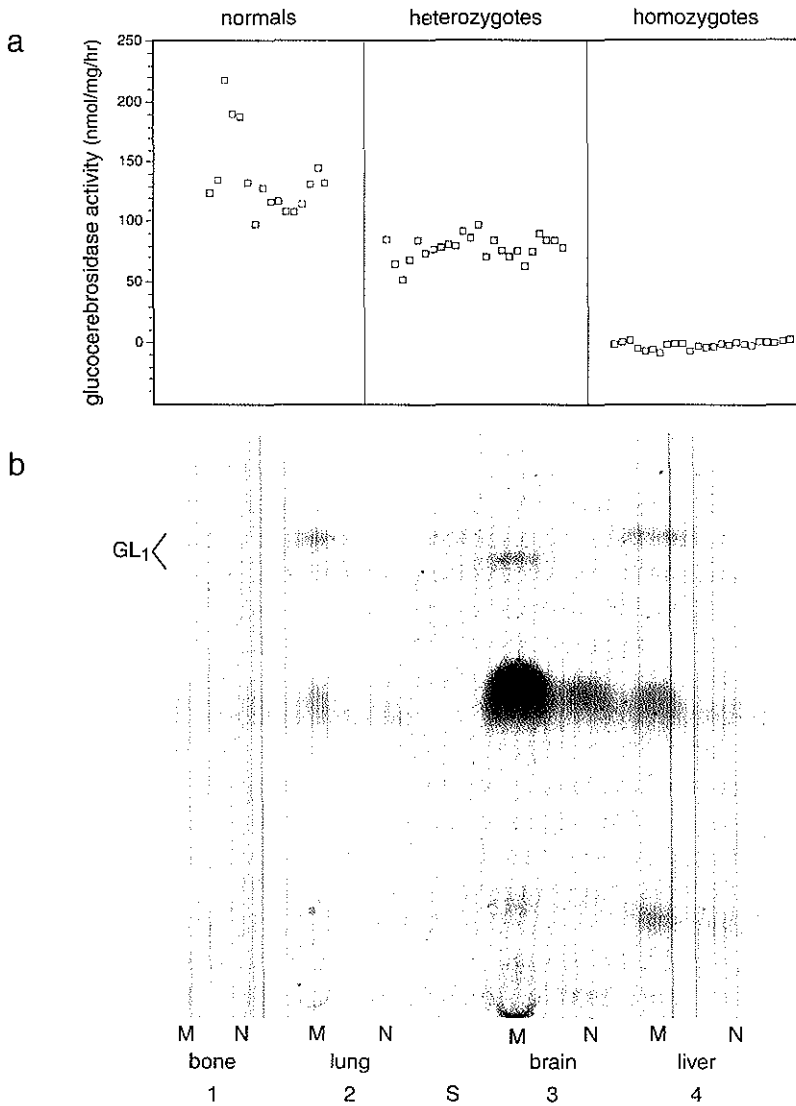 normals heterozygotes homozygotes
a
250
200
150
100
50
0
glucocerebrosidase activity (nmol/mg/hr)
b
GL1
M N M N M N M N
bone lung brain liver
1 2 S 3 4